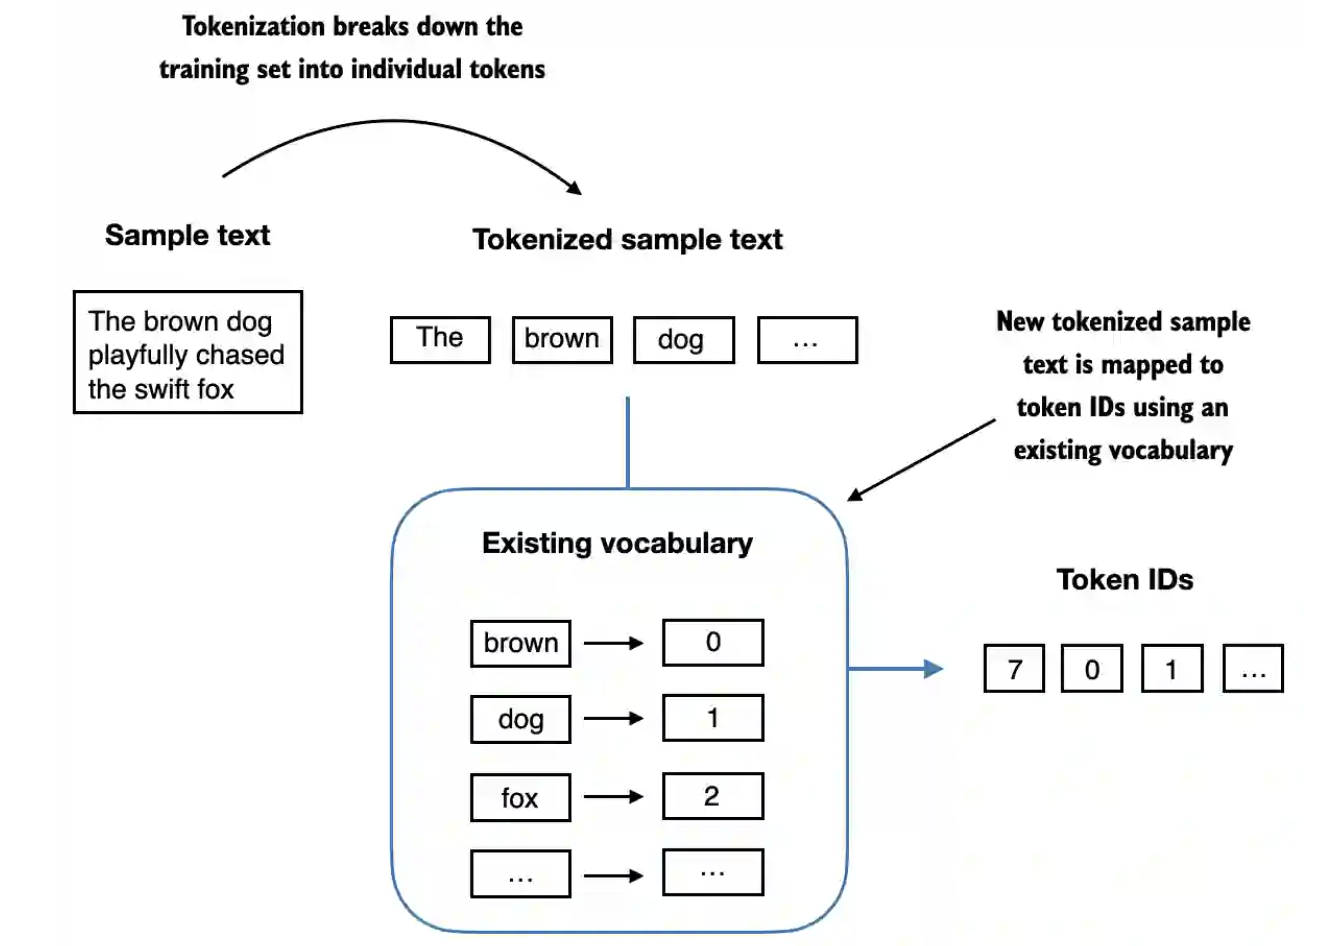 Tokenization breaks down the
training set into individual tokens
Sample text
Tokenized sample text
The brown dog
playfully chased
the swift fox
The
brown
dog
...
New tokenized sample
text is mapped to
token IDs using an
existing vocabulary
Existing vocabulary
brown
0
dog
1
fox
2
...
...
Token IDs
7
0
1
...